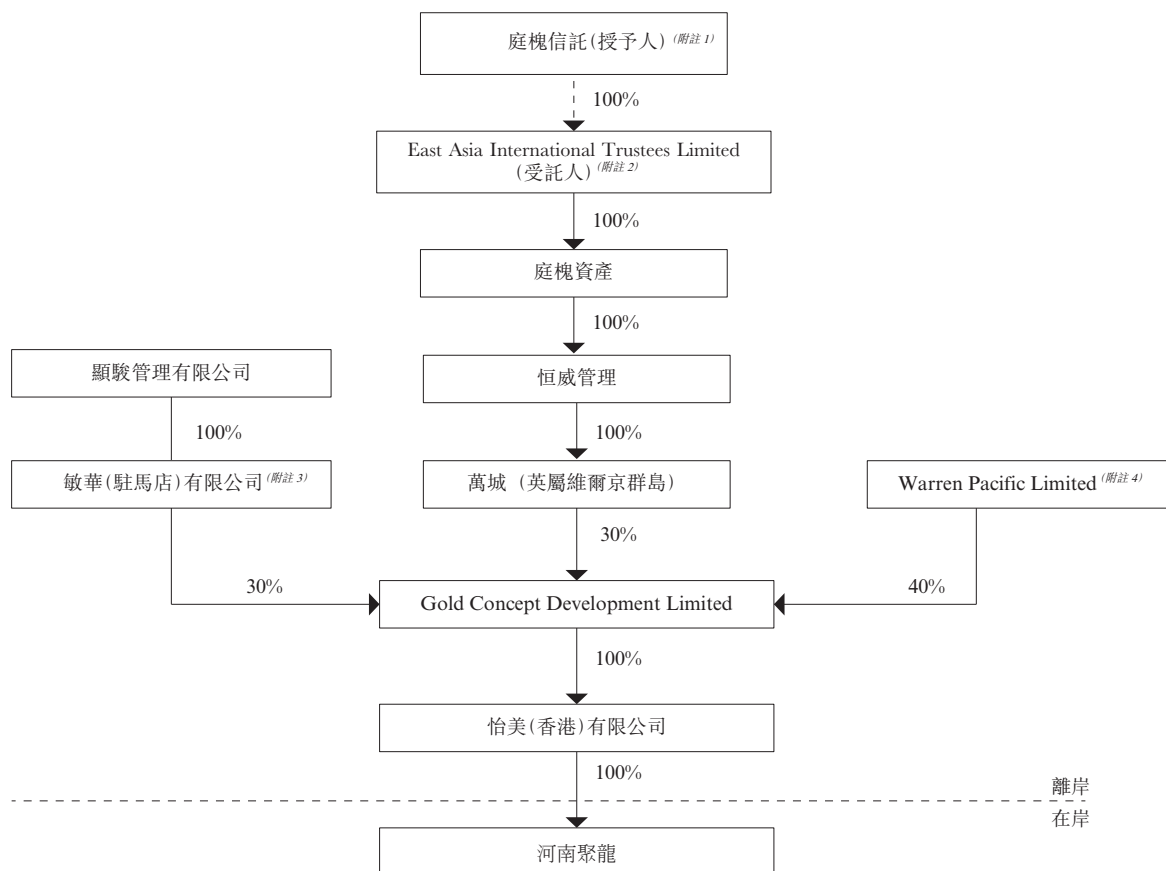 庭槐信託(授予人)(附註 1)
100%
East Asia International Trustees Limited
(受託人)(附註 2)
100%
庭槐資產
100%
顯駿管理有限公司
恒威管理
100%
100%
敏華(駐馬店)有限公司(附註 3)
萬城（英屬維爾京群島）
Warren Pacific Limited(附註 4)
30%
30%
40%
Gold Concept Development Limited
100%
怡美(香港)有限公司
100%
離岸
在岸
河南聚龍